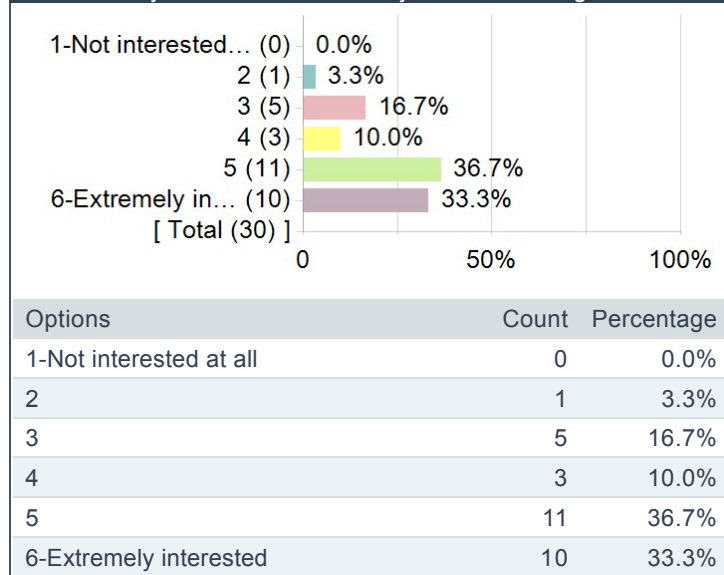 1-Not interested… (0) 0.0%
2 (1) 3.3%
3 (5) 16.7%
4 (3) 10.0%
5 (11) 36.7%
6-Extremely in… (10) 33.3%
[ Total (30) ]
0 50% 100%
Options Count Percentage
1-Not interested at all 0 0.0%
2 1 3.3%
3 5 16.7%
4 3 10.0%
5 11 36.7%
6-Extremely interested 10 33.3%